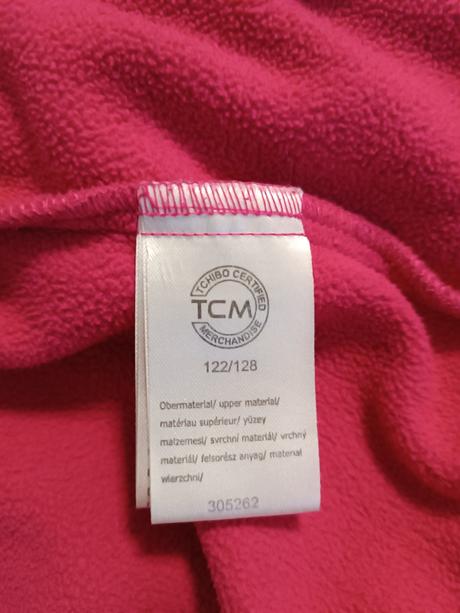 TCHIBO CERTIFIED
TCM
MERCHANDISE
122/128
Obermaterial/ upper material/
matériau supérieur/ yüzey
malzemesi/ svrchní materiál/ vrchný
materiál/ felsőrész anyag/ materiał
wierzchni/
305262